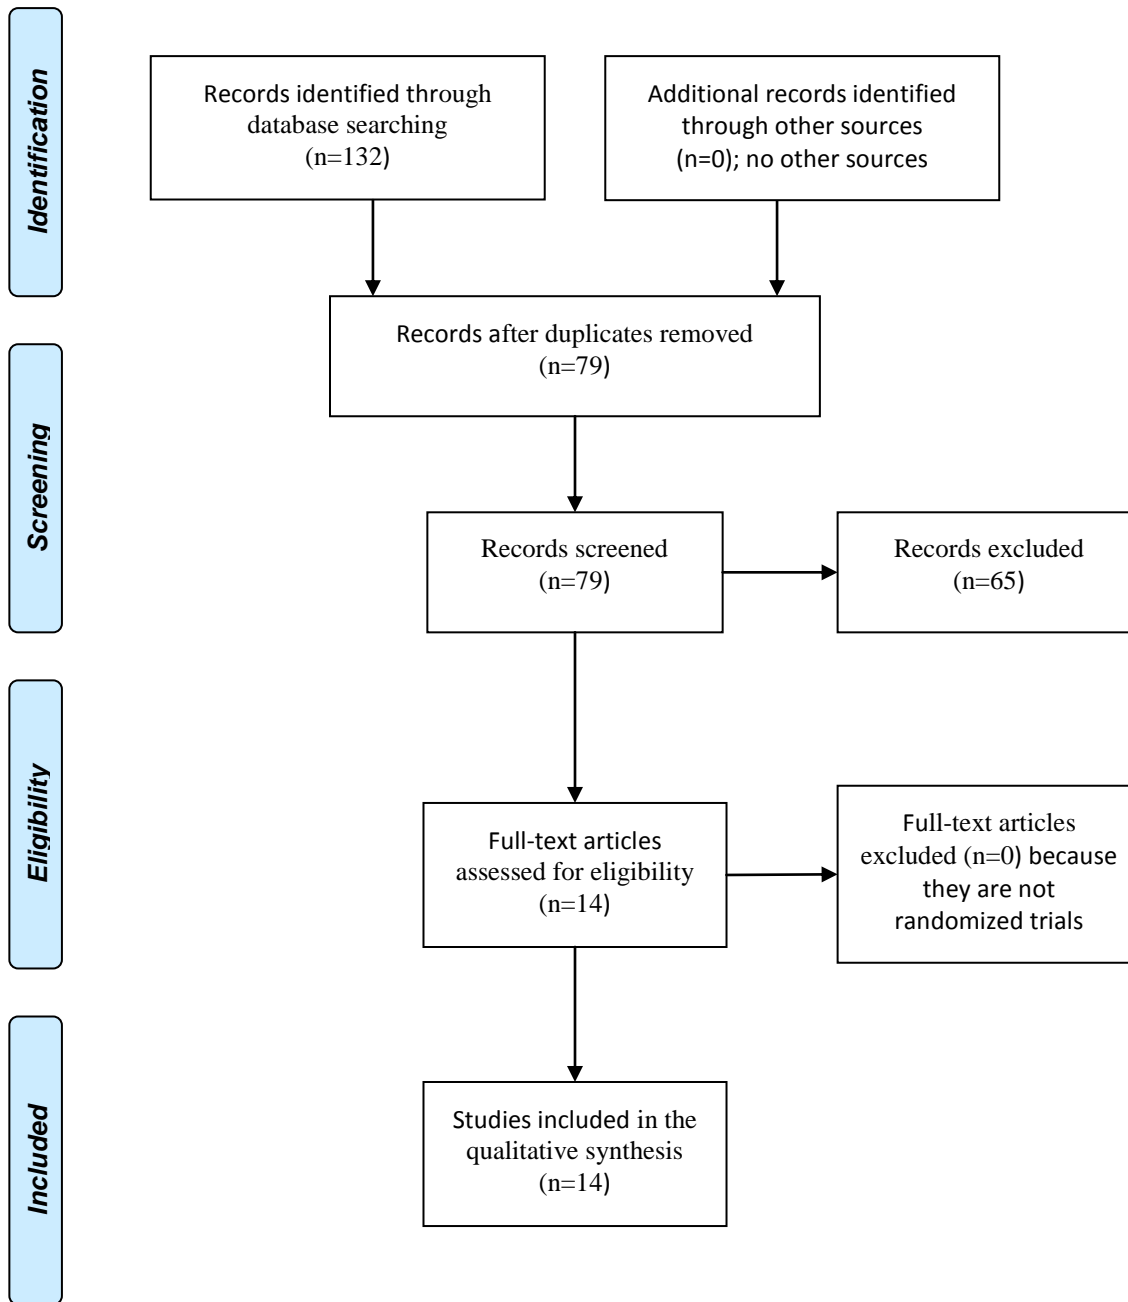 Identification
Records identified through
database searching
(n=132)
Additional records identified
through other sources
(n=0); no other sources
Records after duplicates removed
(n=79)
Screening
Records screened
(n=79)
Records excluded
(n=65)
Eligibility
Full-text articles
assessed for eligibility
(n=14)
Full-text articles
excluded (n=0) because
they are not
randomized trials
Included
Studies included in the
qualitative synthesis
(n=14)